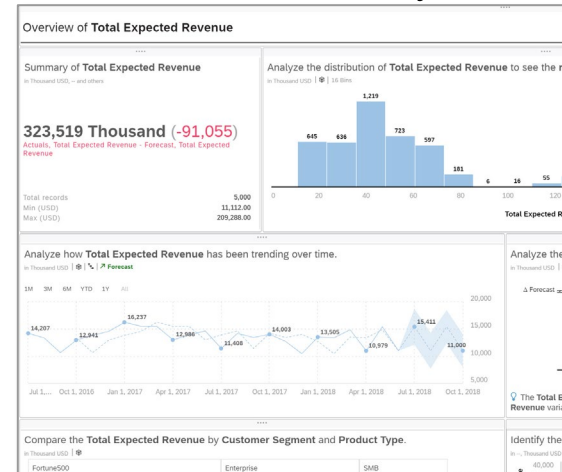 Overview of Total Expected Revenue
Summary of Total Expected Revenue
in Thousand USD, – and others
323,519 Thousand (-91,055)
Actuals, Total Expected Revenue - Forecast, Total Expected
Revenue
Total records 5,000
Min (USD) 11,112.00
Max (USD) 209,288.00
Analyze the distribution of Total Expected Revenue to see the
in Thousand USD | 16 Bins
1,219
645 636 723 597 181 6 16 55
0 20 40 60 80 100 120
Total Expected R
Analyze how Total Expected Revenue has been trending over time.
in Thousand USD | Forecast
1M 3M 6M YTD 1Y All
20,000
15,000
10,000
5,000
14,207 12,941 16,237 12,986 11,408 14,003 13,505 10,979 15,411 11,000
Jul 1,... Oct 1, 2016 Jan 1, 2017 Apr 1, 2017 Jul 1, 2017 Oct 1, 2017 Jan 1, 2018 Apr 1, 2018 Jul 1, 2018 Oct 1, 2018
Analyze the
in Thousand USD
Δ Forecast
The Total E
Revenue vari
Compare the Total Expected Revenue by Customer Segment and Product Type.
in Thousand USD
Fortune500 Enterprise SMB
Identify the
in –, Thousand USD
40,000